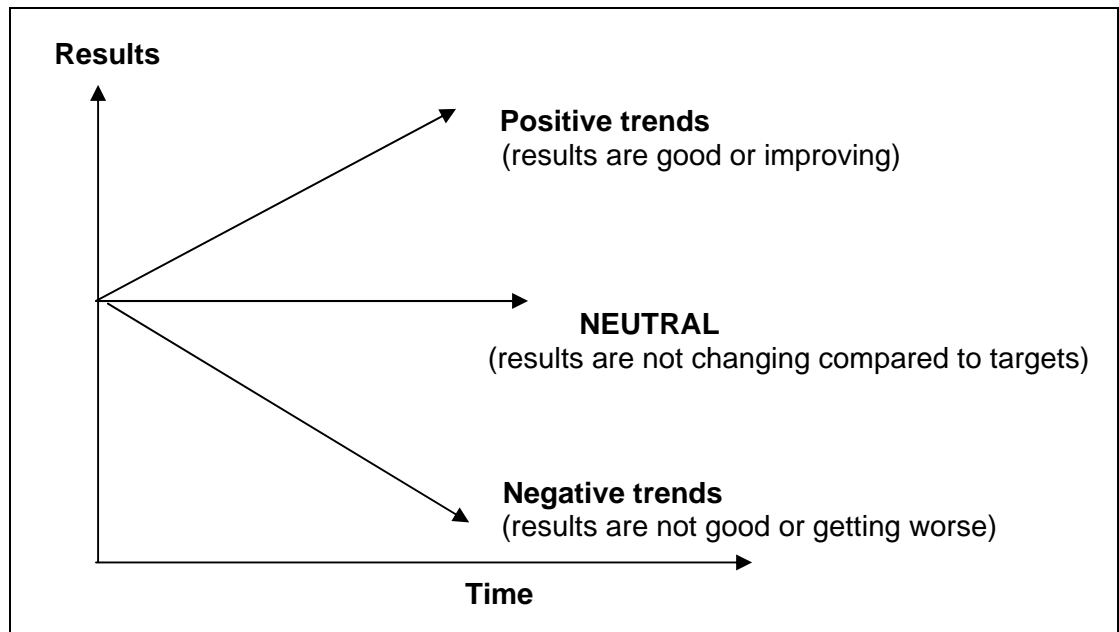 Results
Positive trends
(results are good or improving)
NEUTRAL
(results are not changing compared to targets)
Negative trends
(results are not good or getting worse)
Time